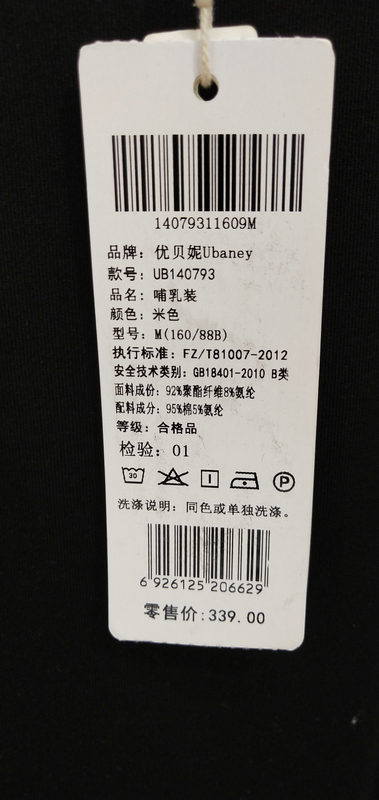 14079311609M
品牌：优贝妮Ubaney
款号：UB140793
品名：哺乳装
颜色：米色
型号：M(160/88B)
执行标准：FZ/T81007-2012
安全技术类别：GB18401-2010 B类
面料成份：92%聚酯纤维8%氨纶
配料成分：95%棉5%氨纶
等级：合格品
检验：01
30 P
洗涤说明：同色或单独洗涤。
6 926125 206629
零售价:339.00